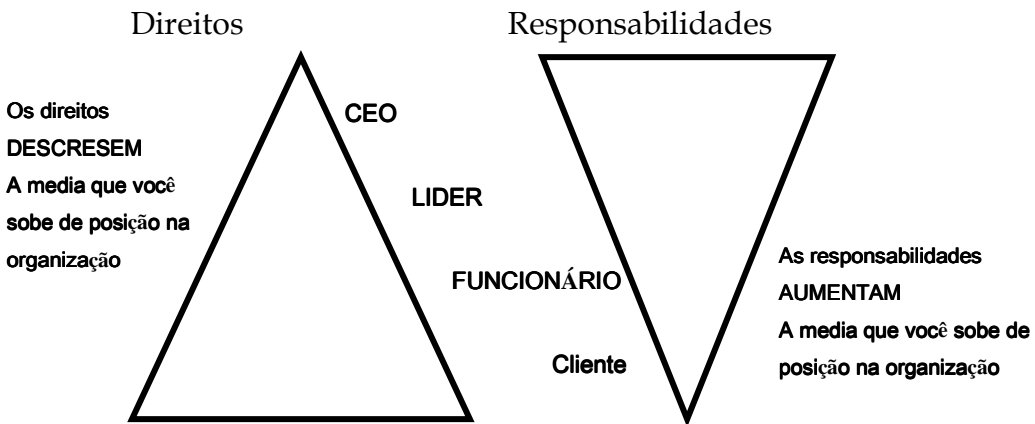 Direitos
Responsabilidades
Os direitos
DESCRESEM
A media que você
sobe de posição na
organização
CEO
LIDER
FUNCIONÁRIO
Cliente
As responsabilidades
AUMENTAM
A media que você sobe de
posição na organização